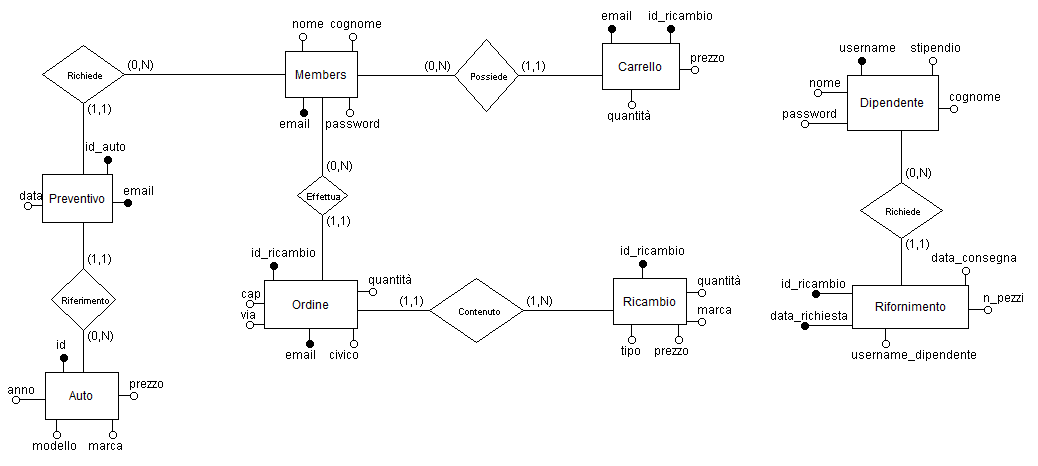 email
id_ricambio
nome
cognome
username
stipendio
Richiede
(0,N)
Members
(0,N)
Possiede
(1,1)
Carrello
prezzo
nome
Dipendente
cognome
(1,1)
email
password
quantità
password
id_auto
(0,N)
(0,N)
data
Preventivo
email
Effettua
Richiede
(1,1)
(1,1)
id_ricambio
id_ricambio
data_consegna
(1,1)
quantità
quantità
id_ricambio
Riferimento
cap
Ordine
(1,1)
Contenuto
(1,N)
Ricambio
Rifornimento
n_pezzi
via
marca
data_richiesta
(0,N)
email
civico
tipo
prezzo
username_dipendente
id
anno
Auto
prezzo
modello
marca